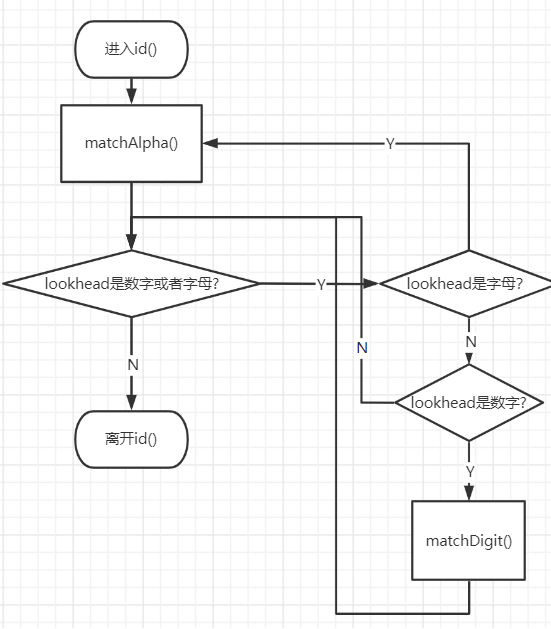 进入id()
matchAlpha()
Y
lookhead是数字或者字母?
Y
lookhead是字母?
N
N
N
lookhead是数字?
离开id()
Y
matchDigit()